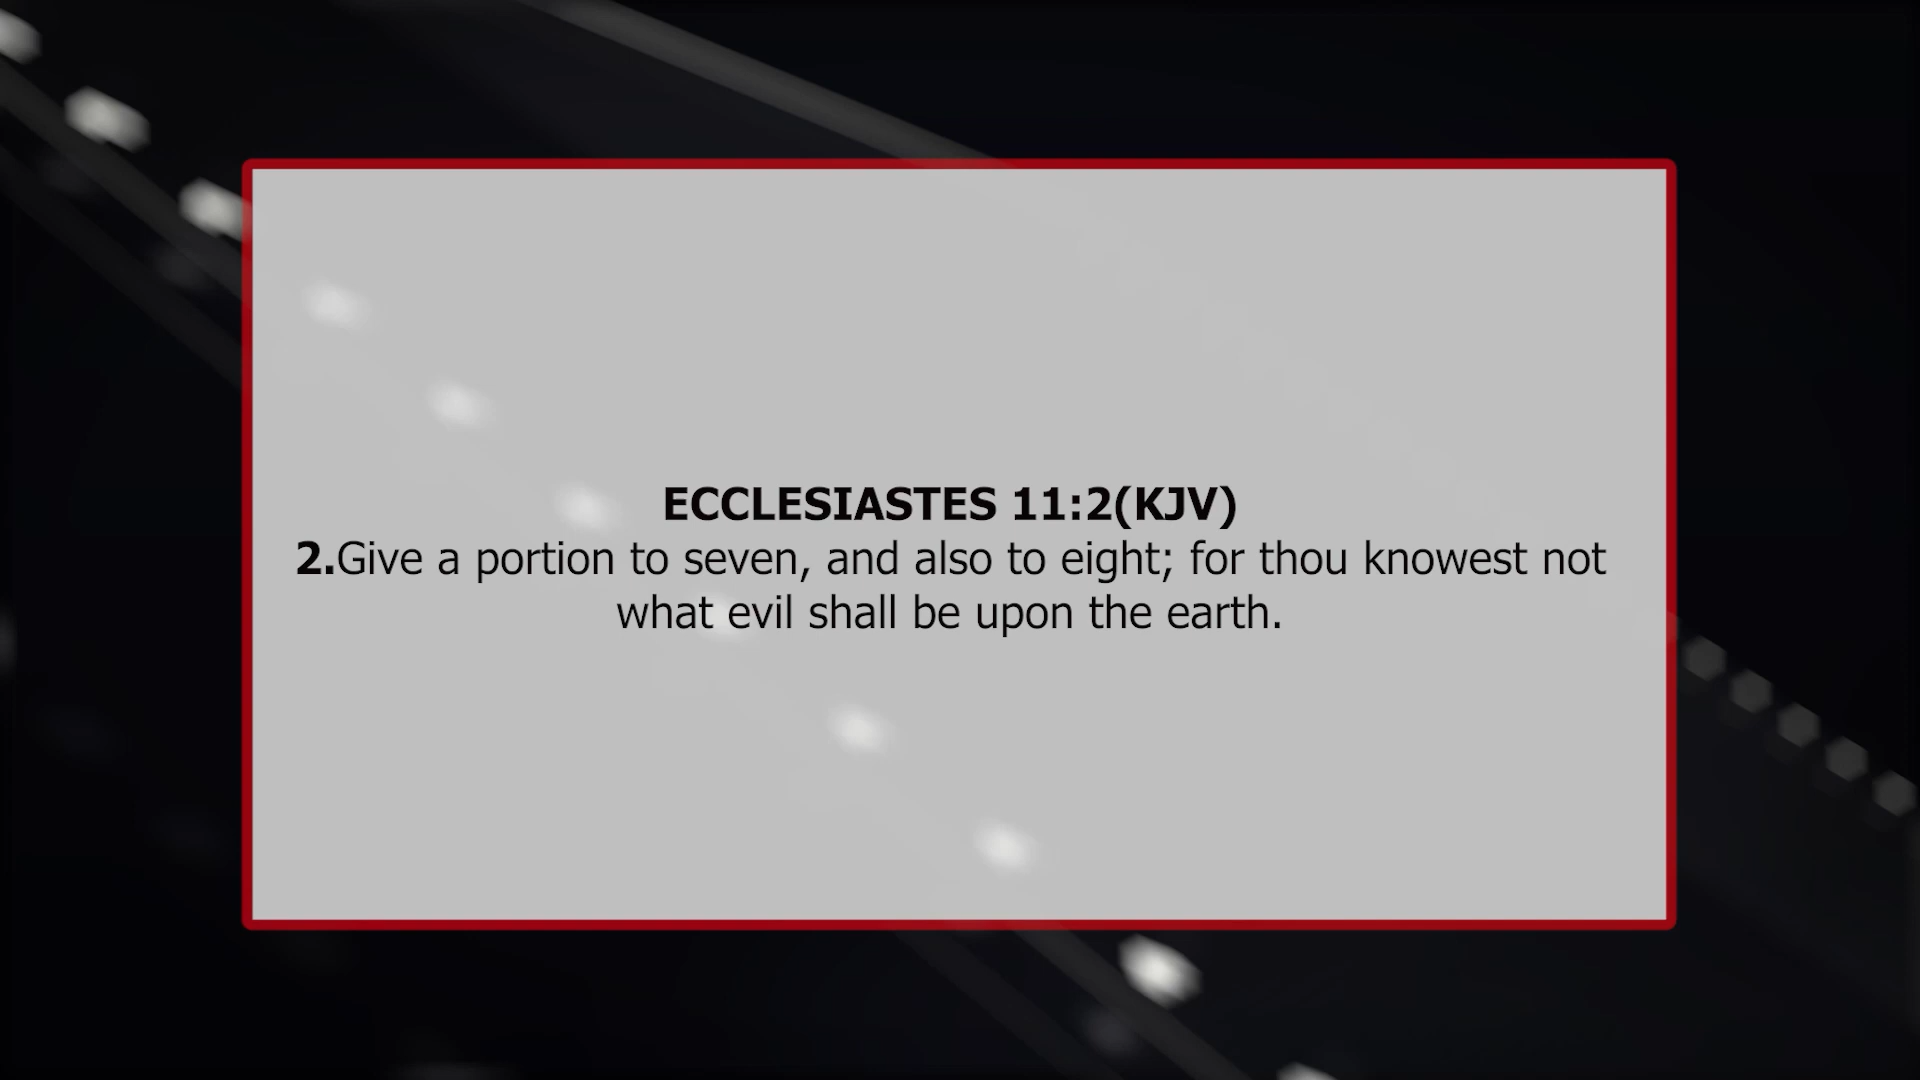 ECCLESIASTES 11:2(KJV)
2.Give a portion to seven, and also to eight; for thou knowest not
what evil shall be upon the earth.